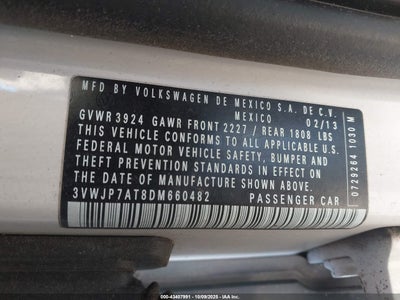 MFD BY VOLKSWAGEN DE MEXICO S.A. DE C.V.
MEXICO 02/13
GVWR 3924 GAWR FRONT 2227 / REAR 1808 LBS
THIS VEHICLE CONFORMS TO ALL APPLICABLE U.S.
FEDERAL MOTOR VEHICLE SAFETY, BUMPER AND
THEFT PREVENTION STANDARDS IN EFFECT ON
THE DATE OF MANUFACTURE SHOWN ABOVE.
3VWJP7AT8DM660482 PASSENGER CAR
0729264 1030 M
000-43407991 - 10/09/2025 - IAAI.COM